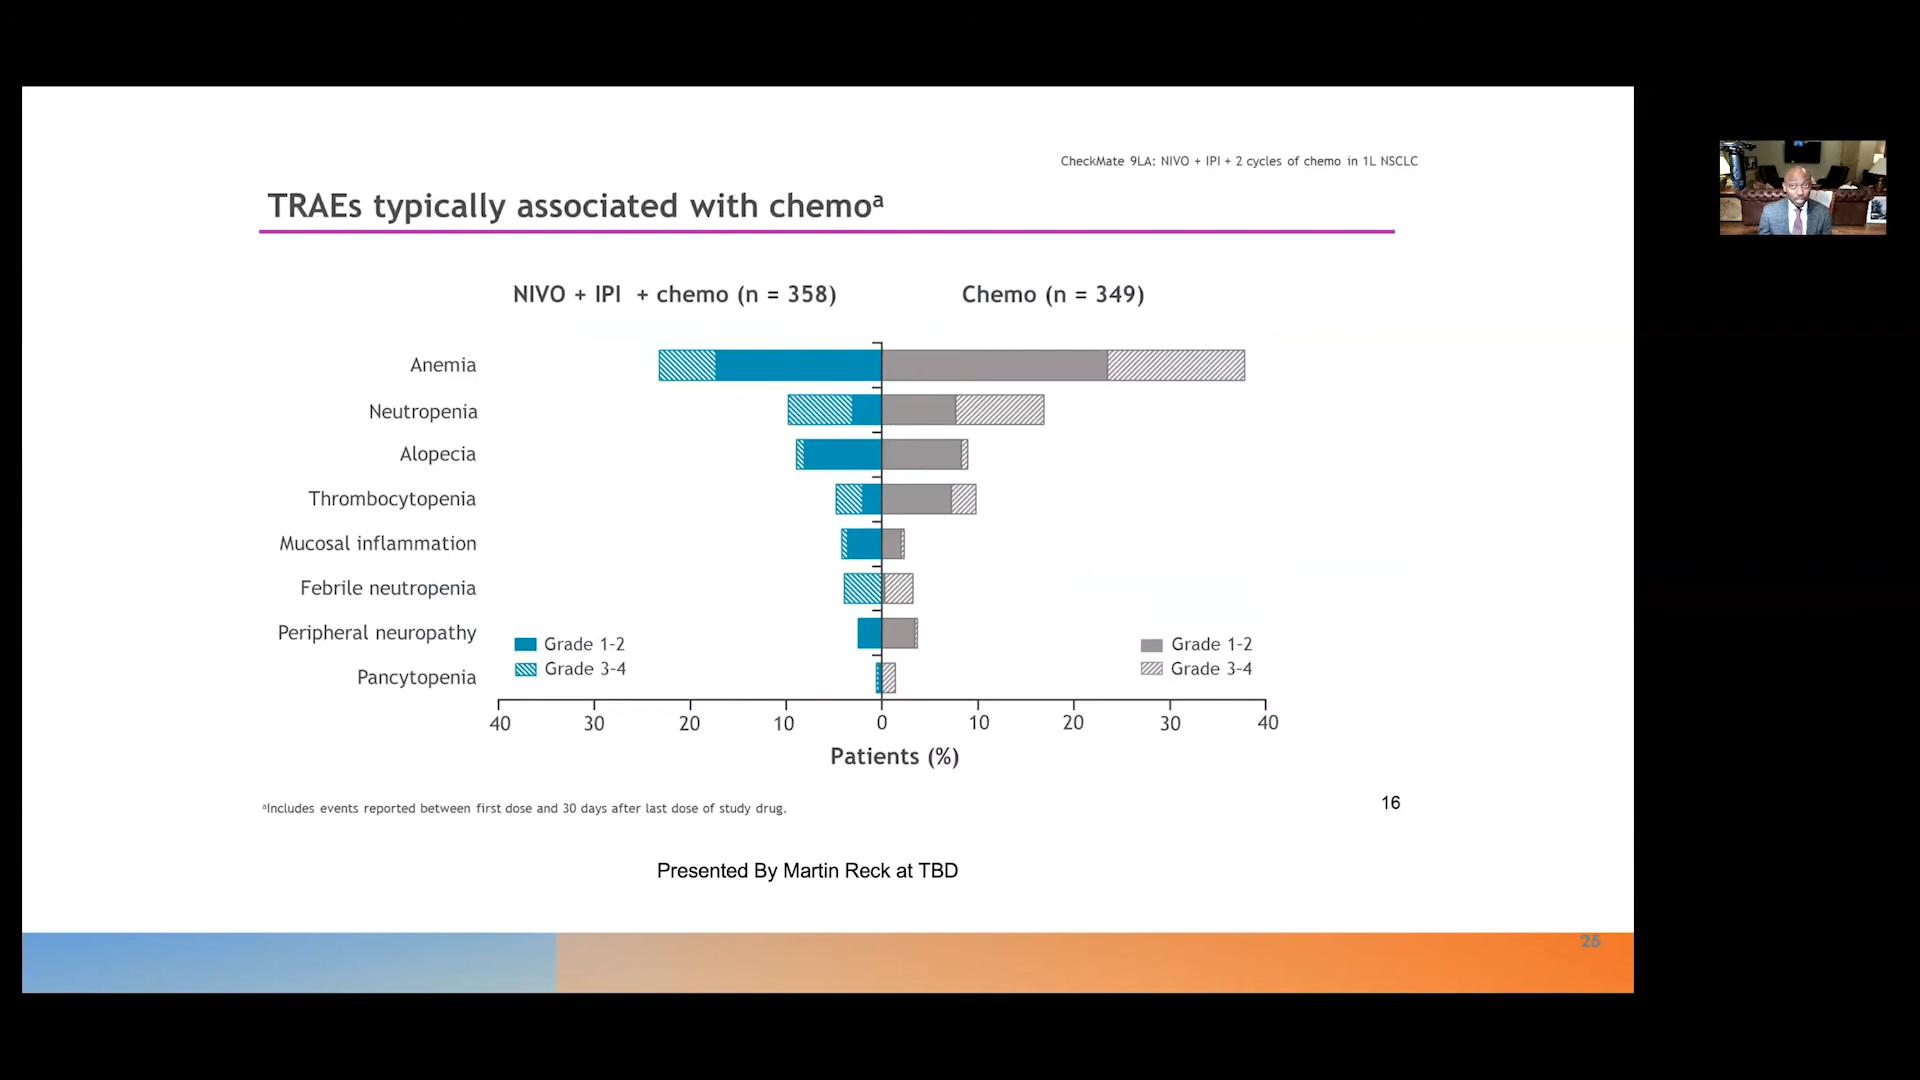 CheckMate 9LA: NIVO + IPI + 2 cycles of chemo in 1L NSCLC
TRAEs typically associated with chemoª
NIVO + IPI + chemo (n = 358)
Chemo (n = 349)
Anemia
Neutropenia
Alopecia
Thrombocytopenia
Mucosal inflammation
Febrile neutropenia
Peripheral neuropathy
Pancytopenia
Grade 1-2
Grade 3-4
Grade 1-2
Grade 3-4
40 30 20 10 0 10 20 30 40
Patients (%)
ªIncludes events reported between first dose and 30 days after last dose of study drug.
16
Presented By Martin Reck at TBD
26